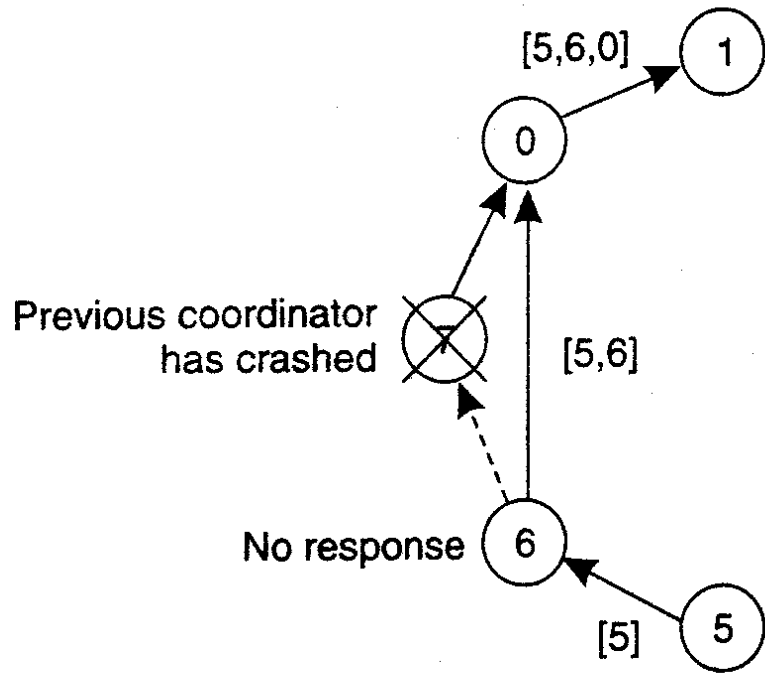 [5,6,0]
1
0
Previous coordinator
has crashed
7
[5,6]
No response
6
[5]
5